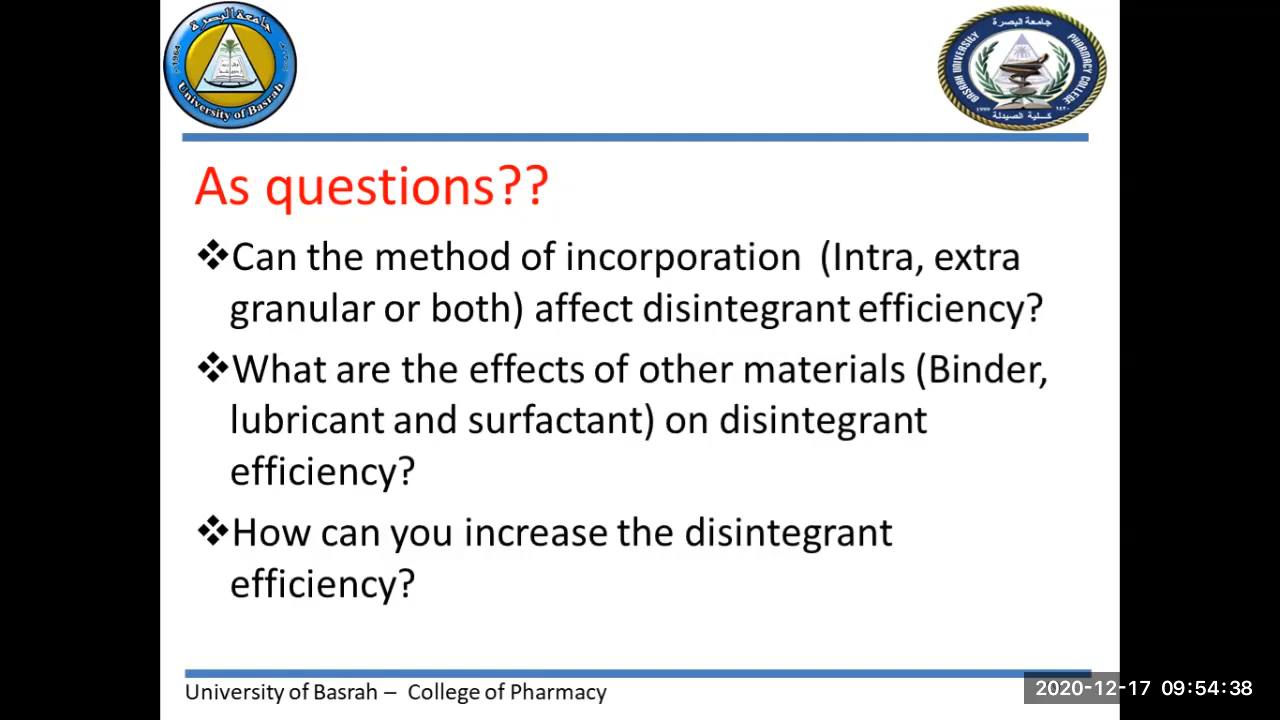 جامعة البصرة
1964
University of Basrah
جامعة البصرة
BASRAH UNIVERSITY
PHARMACY COLLEGE
كلية الصيدلة
As questions??
❖Can the method of incorporation (Intra, extra
granular or both) affect disintegrant efficiency?
❖What are the effects of other materials (Binder,
lubricant and surfactant) on disintegrant
efficiency?
❖How can you increase the disintegrant
efficiency?
University of Basrah – College of Pharmacy
2020-12-17 09:54:38